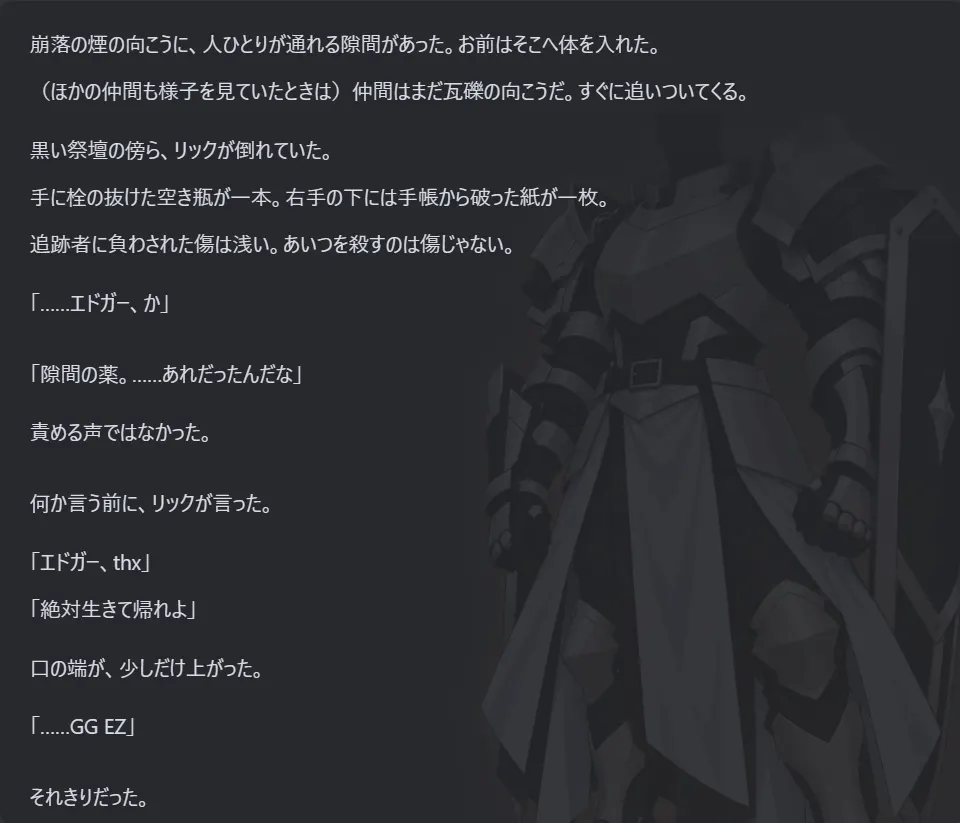 崩落の煙の向こうに、人ひとりが通れる隙間があった。お前はそこへ体を入れた。
（ほかの仲間も様子を見ていたときは）仲間はまだ瓦礫の向こうだ。すぐに追いついてくる。
黒い祭壇の傍ら、リックが倒れていた。
手に栓の抜けた空き瓶が一本。右手の下には手帳から破った紙が一枚。
追跡者に負わされた傷は浅い。あいつを殺すのは傷じゃない。
「……エドガー、か」
「隙間の薬。……あれだったんだな」
責める声ではなかった。
何か言う前に、リックが言った。
「エドガー、thx」
「絶対生きて帰れよ」
口の端が、少しだけ上がった。
「……GG EZ」
それきりだった。